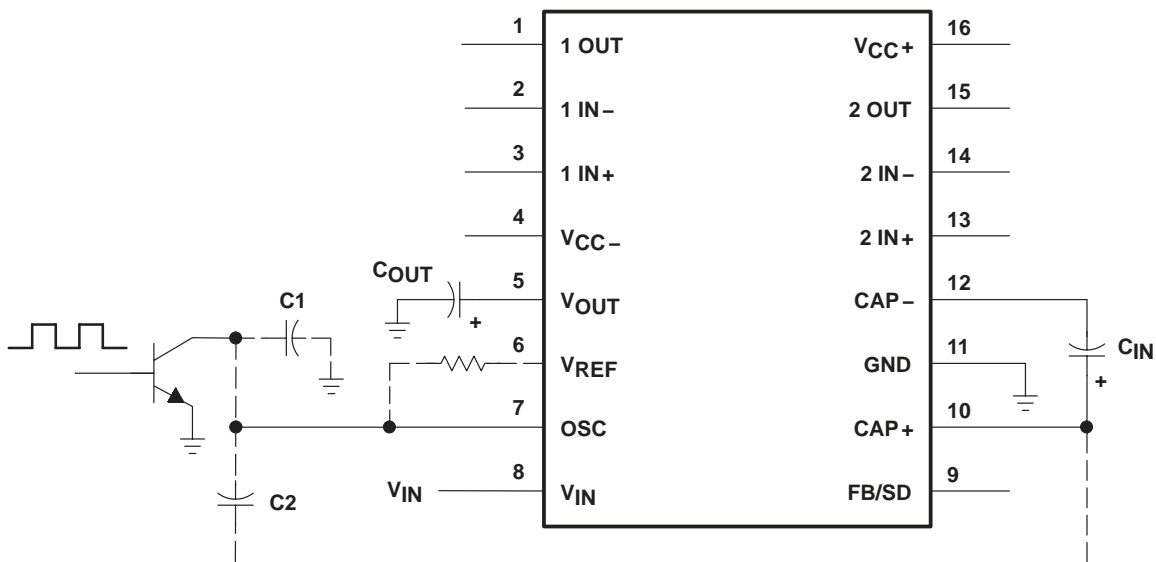 1
1 OUT
VCC+
16
2
1 IN−
2 OUT
15
3
1 IN+
2 IN−
14
4
VCC−
2 IN+
13
COUT
5
VOUT
CAP−
12
+
C1
6
VREF
GND
11
CIN
+
7
OSC
CAP+
10
C2
VIN
8
VIN
FB/SD
9